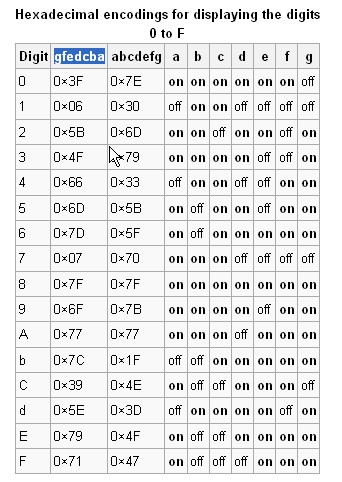 Hexadecimal encodings for displaying the digits
0 to F
Digit gfedcba abcdefg a b c d e f g
0 0×3F 0×7E on on on on on on off
1 0×06 0×30 off on on off off off off
2 0×5B 0×6D on on off on on off on
3 0×4F 0×79 on on on on off off on
4 0×66 0×33 off on on off off on on
5 0×6D 0×5B on off on on off on on
6 0×7D 0×5F on off on on on on on
7 0×07 0×70 on on on off off off off
8 0×7F 0×7F on on on on on on on
9 0×6F 0×7B on on on on off on on
A 0×77 0×77 on on on off on on on
b 0×7C 0×1F off off on on on on on
C 0×39 0×4E on off off on on on off
d 0×5E 0×3D off on on on on off on
E 0×79 0×4F on off off on on on on
F 0×71 0×47 on off off off on on on